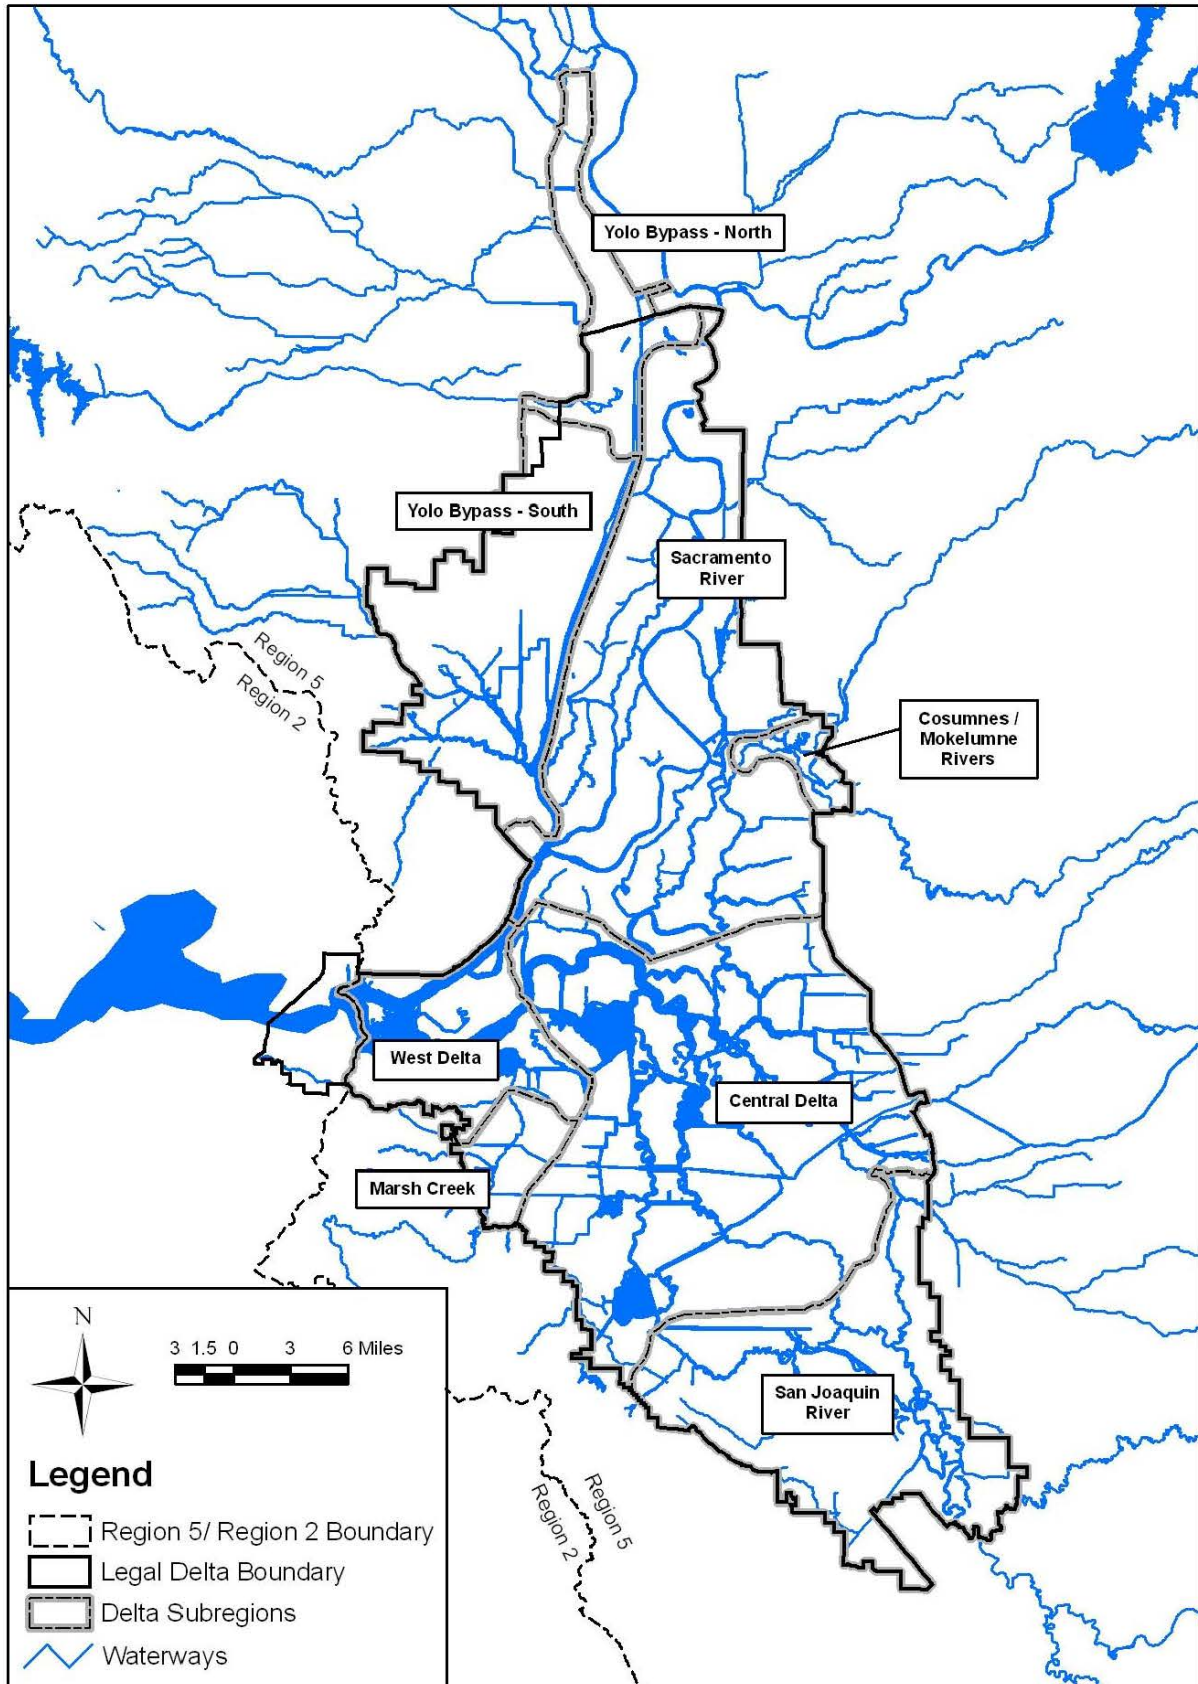 Yolo Bypass - North
Yolo Bypass - South
Sacramento
River
Region 5
Region 2
Cosumnes /
Mokelumne
Rivers
West Delta
Central Delta
Marsh Creek
San Joaquin
River
Region 5
Region 2
N
3 1.5 0 3 6 Miles
Legend
Region 5/ Region 2 Boundary
Legal Delta Boundary
Delta Subregions
Waterways